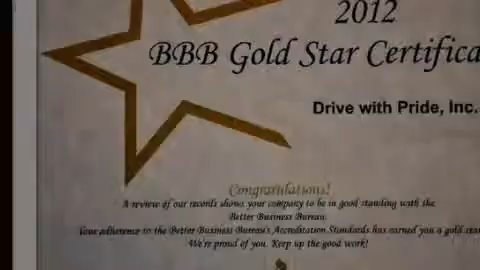 2012
BBB Gold Star Certifica
Drive with Pride, Inc.
Congratulations!
A review of our records shows your company to be in good standing with the
Better Business Bureau.
Your adherence to the Better Business Bureau's Accreditation Standards has earned you a gold star
We're proud of you. Keep up the good work!